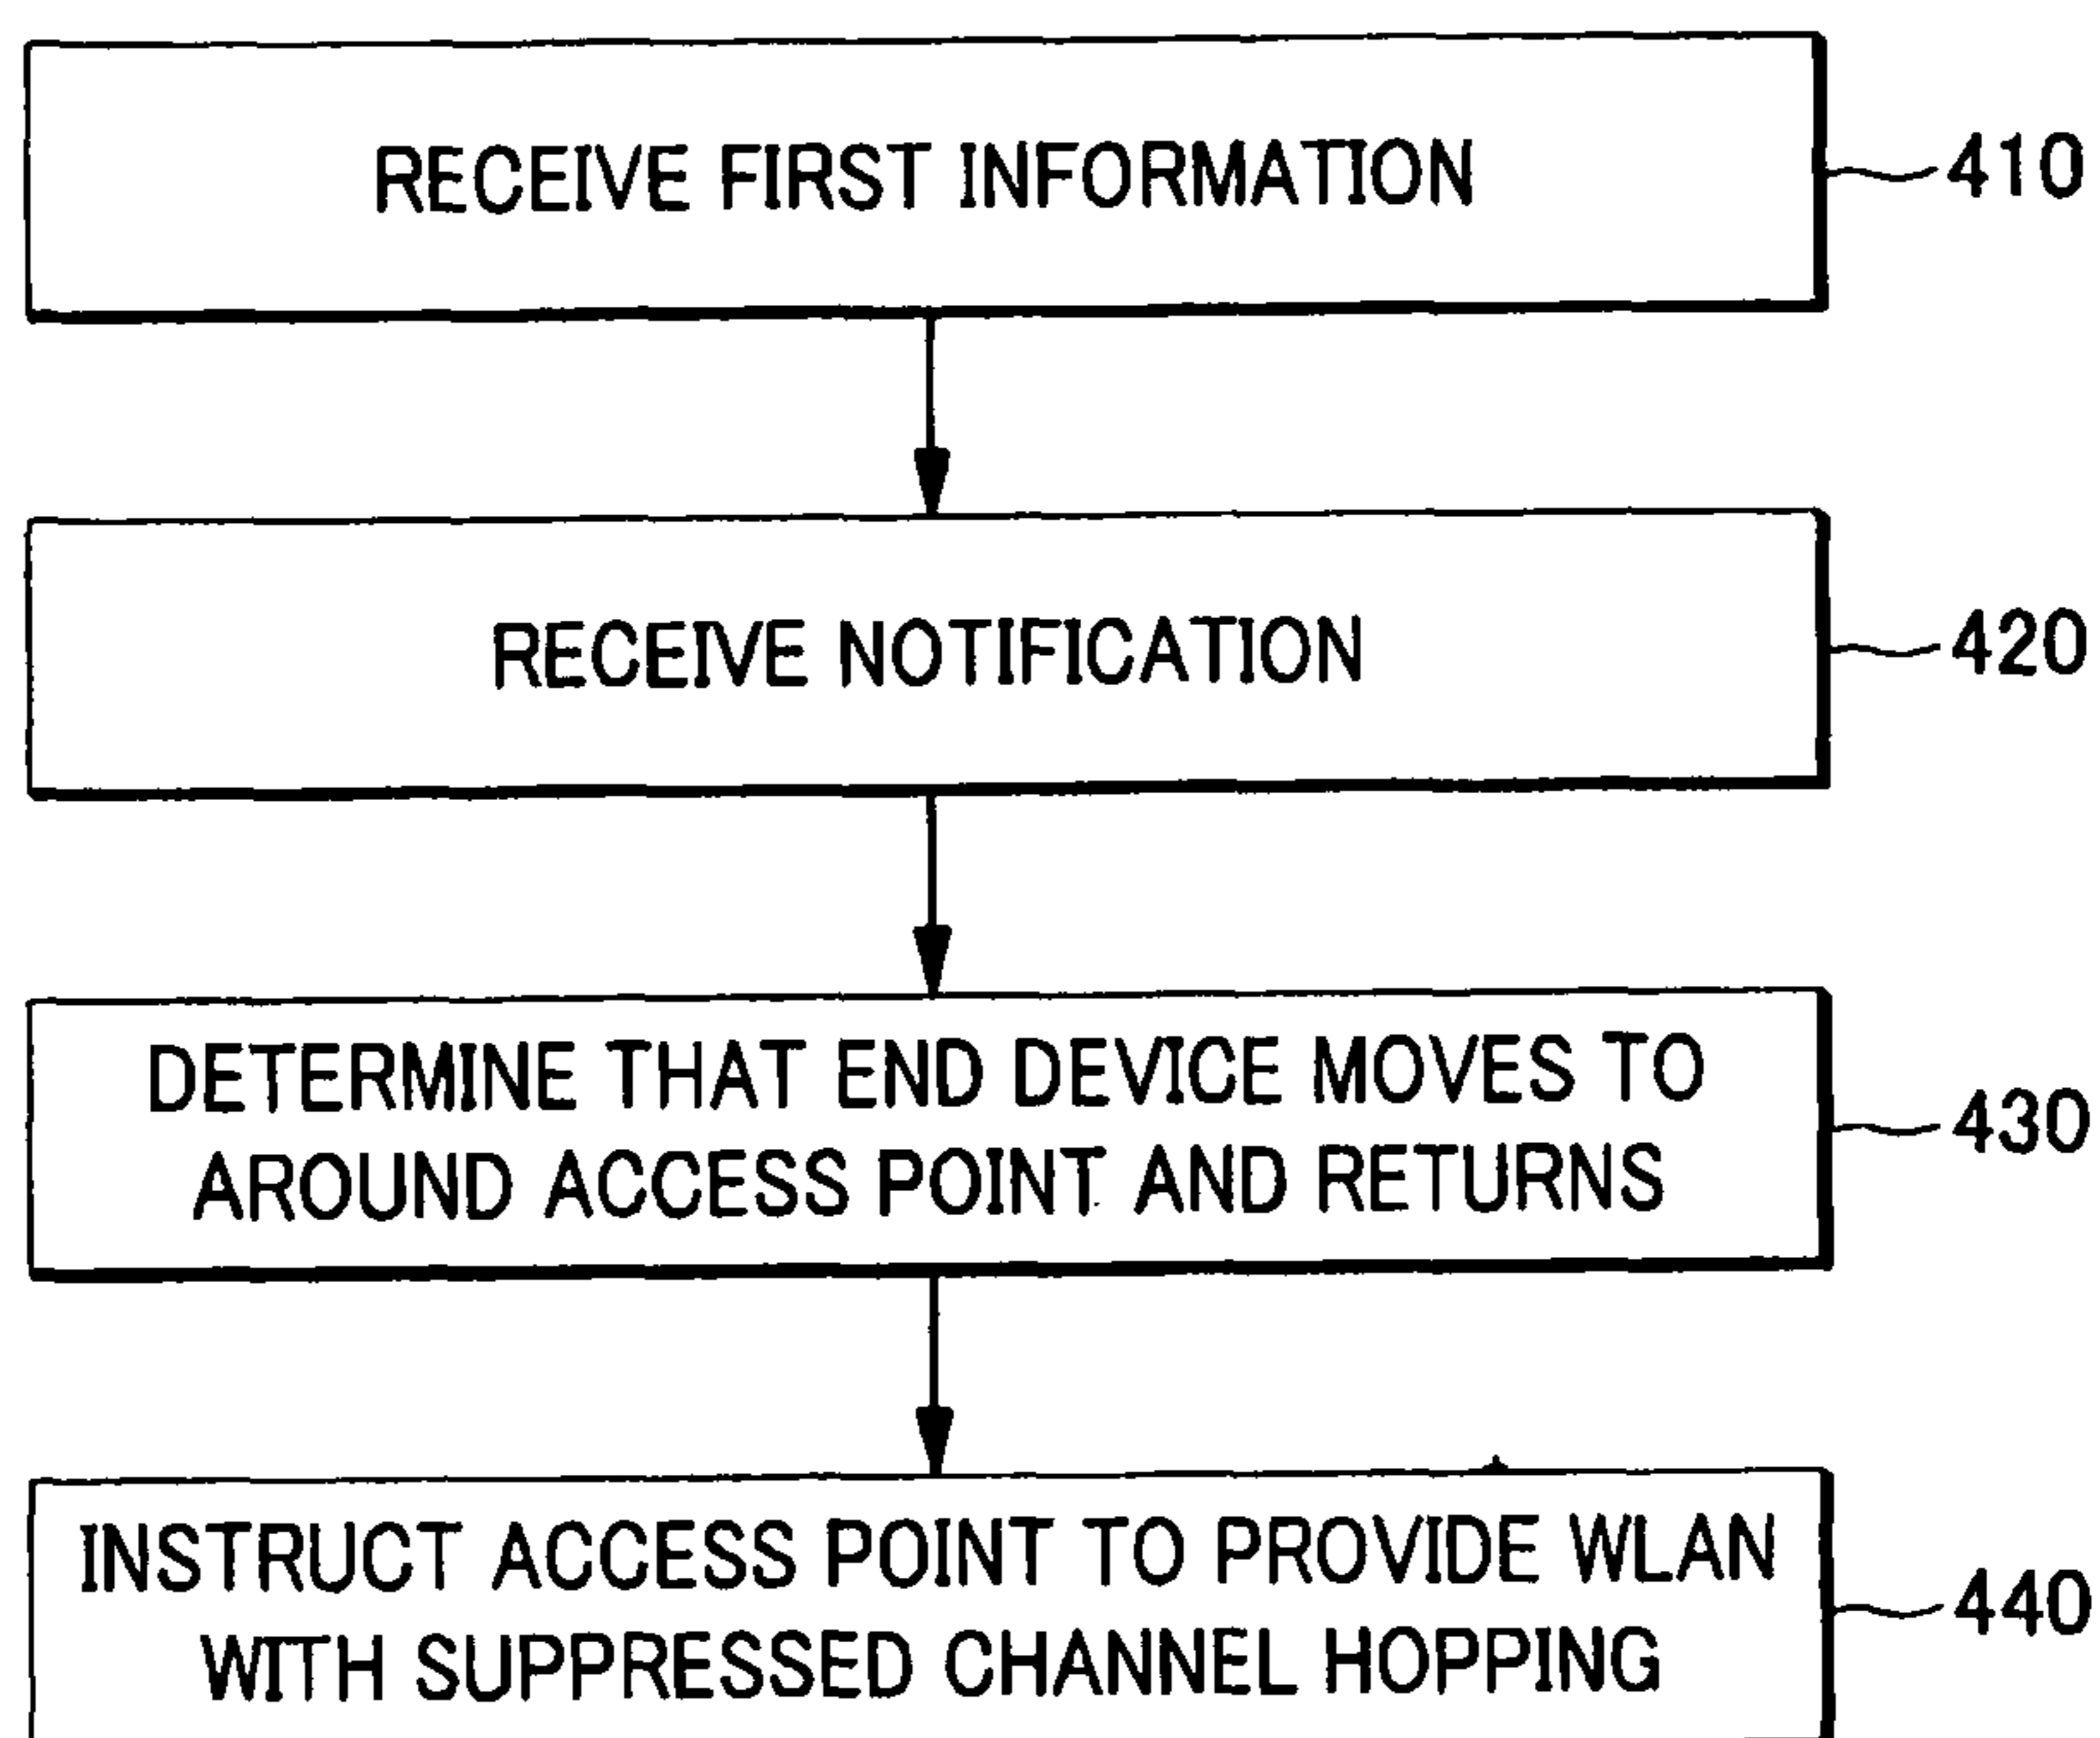 RECEIVE FIRST INFORMATION
410
RECEIVE NOTIFICATION
420
DETERMINE THAT END DEVICE MOVES TO
AROUND ACCESS POINT AND RETURNS
430
INSTRUCT ACCESS POINT TO PROVIDE WLAN
WITH SUPPRESSED CHANNEL HOPPING
440